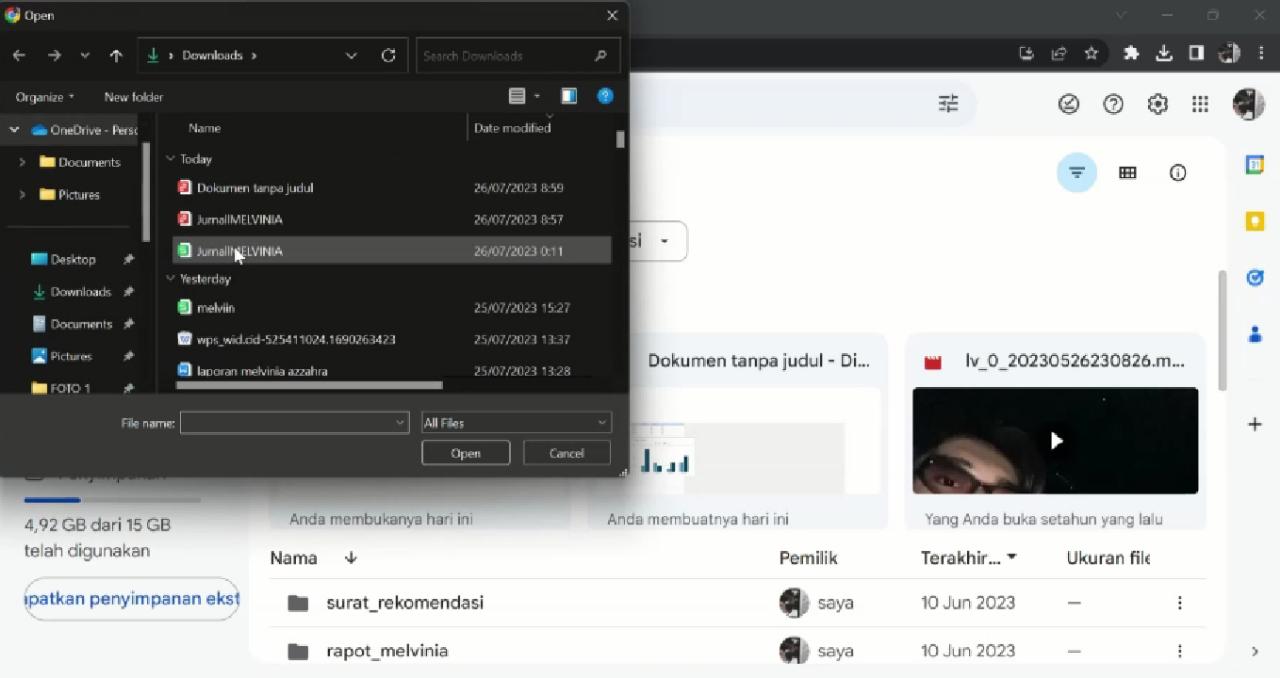 Open
Downloads
Search Downloads
Organize
New folder
OneDrive - Perso
Documents
Pictures
Desktop
Downloads
Documents
Pictures
FOTO 1
Name
Date modified
Today
Dokumen tanpa judul
26/07/2023 8:59
JurnallMELVINIA
26/07/2023 8:57
JurnallMELVINIA
26/07/2023 0:11
Yesterday
melviin
25/07/2023 15:27
wps_wid.cid-525411024.1690263423
25/07/2023 13:37
laporan melvinia azzahra
25/07/2023 13:28
File name:
All Files
Open
Cancel
si
Dokumen tanpa judul - Di...
lv_0_20230526230826.m...
Anda membukanya hari ini
Anda membuatnya hari ini
Yang Anda buka setahun yang lalu
Penyimpanan
4,92 GB dari 15 GB
telah digunakan
patkan penyimpanan ekst
Nama
Pemilik
Terakhir...
Ukuran file
surat_rekomendasi
saya
10 Jun 2023
—
rapot_melvinia
saya
10 Jun 2023
—
31